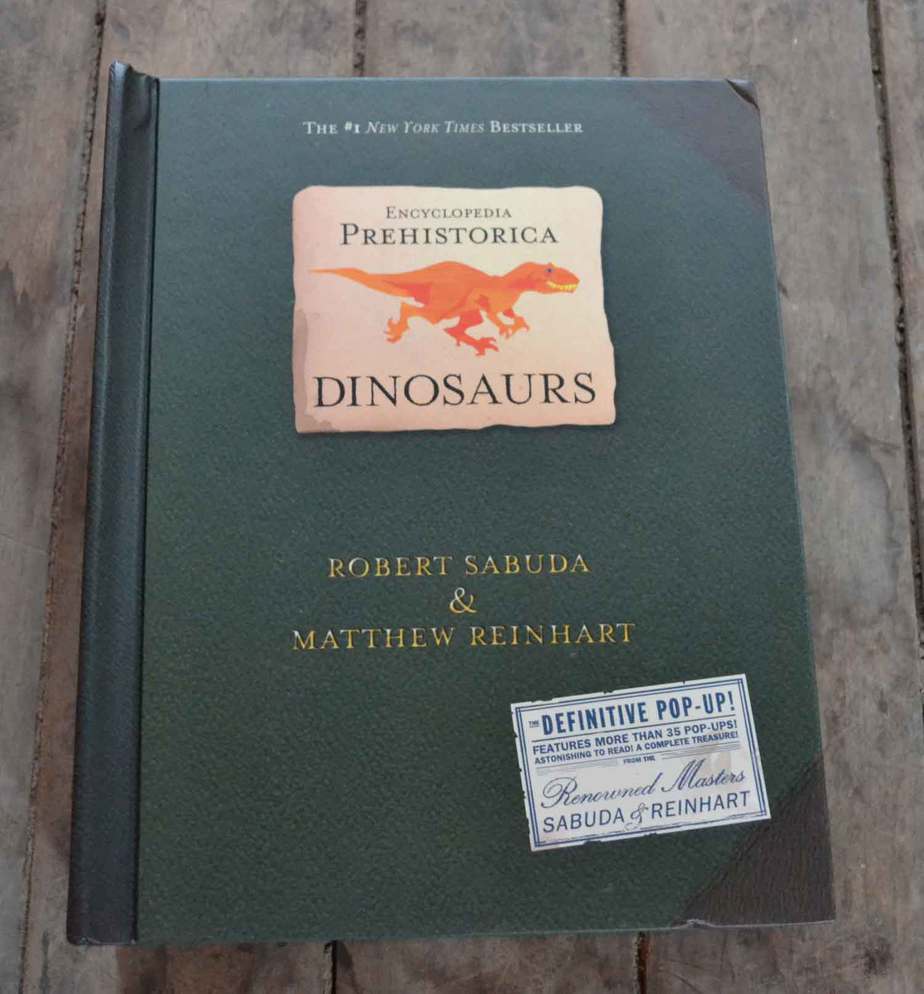 The #1 New York Times Bestseller
Encyclopedia
Prehistorica
DINOSAURS
ROBERT SABUDA
&
MATTHEW REINHART
THE DEFINITIVE POP-UP!
FEATURES MORE THAN 35 POP-UPS!
ASTONISHING TO READ! A COMPLETE TREASURE!
FROM THE
Renowned Masters
SABUDA & REINHART